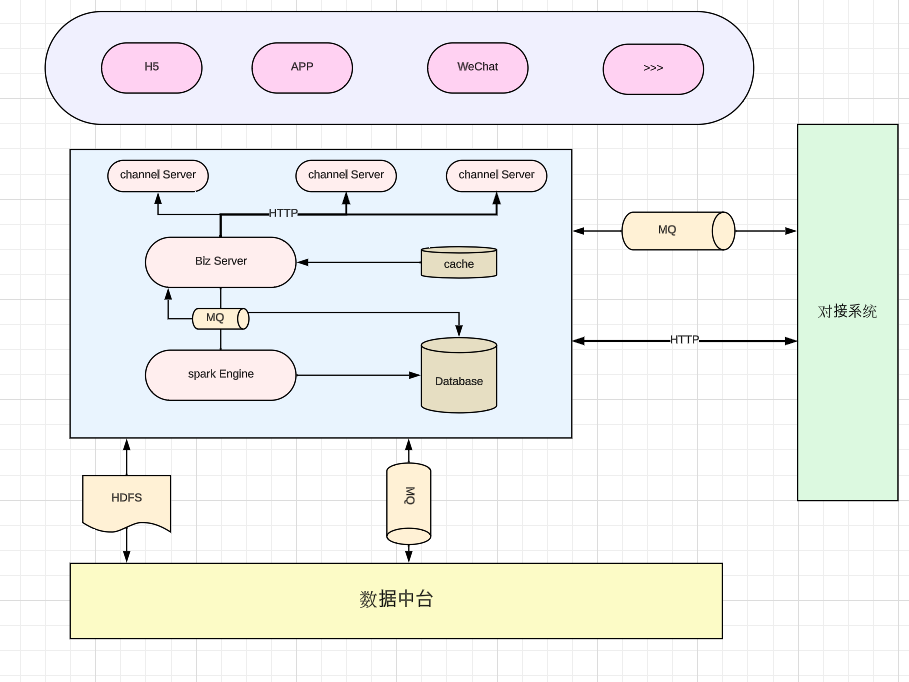 H5
APP
WeChat
>>>
channel Server
channel Server
channel Server
HTTP
Biz Server
cache
MQ
MQ
对接系统
HTTP
spark Engine
Database
HDFS
MQ
数据中台